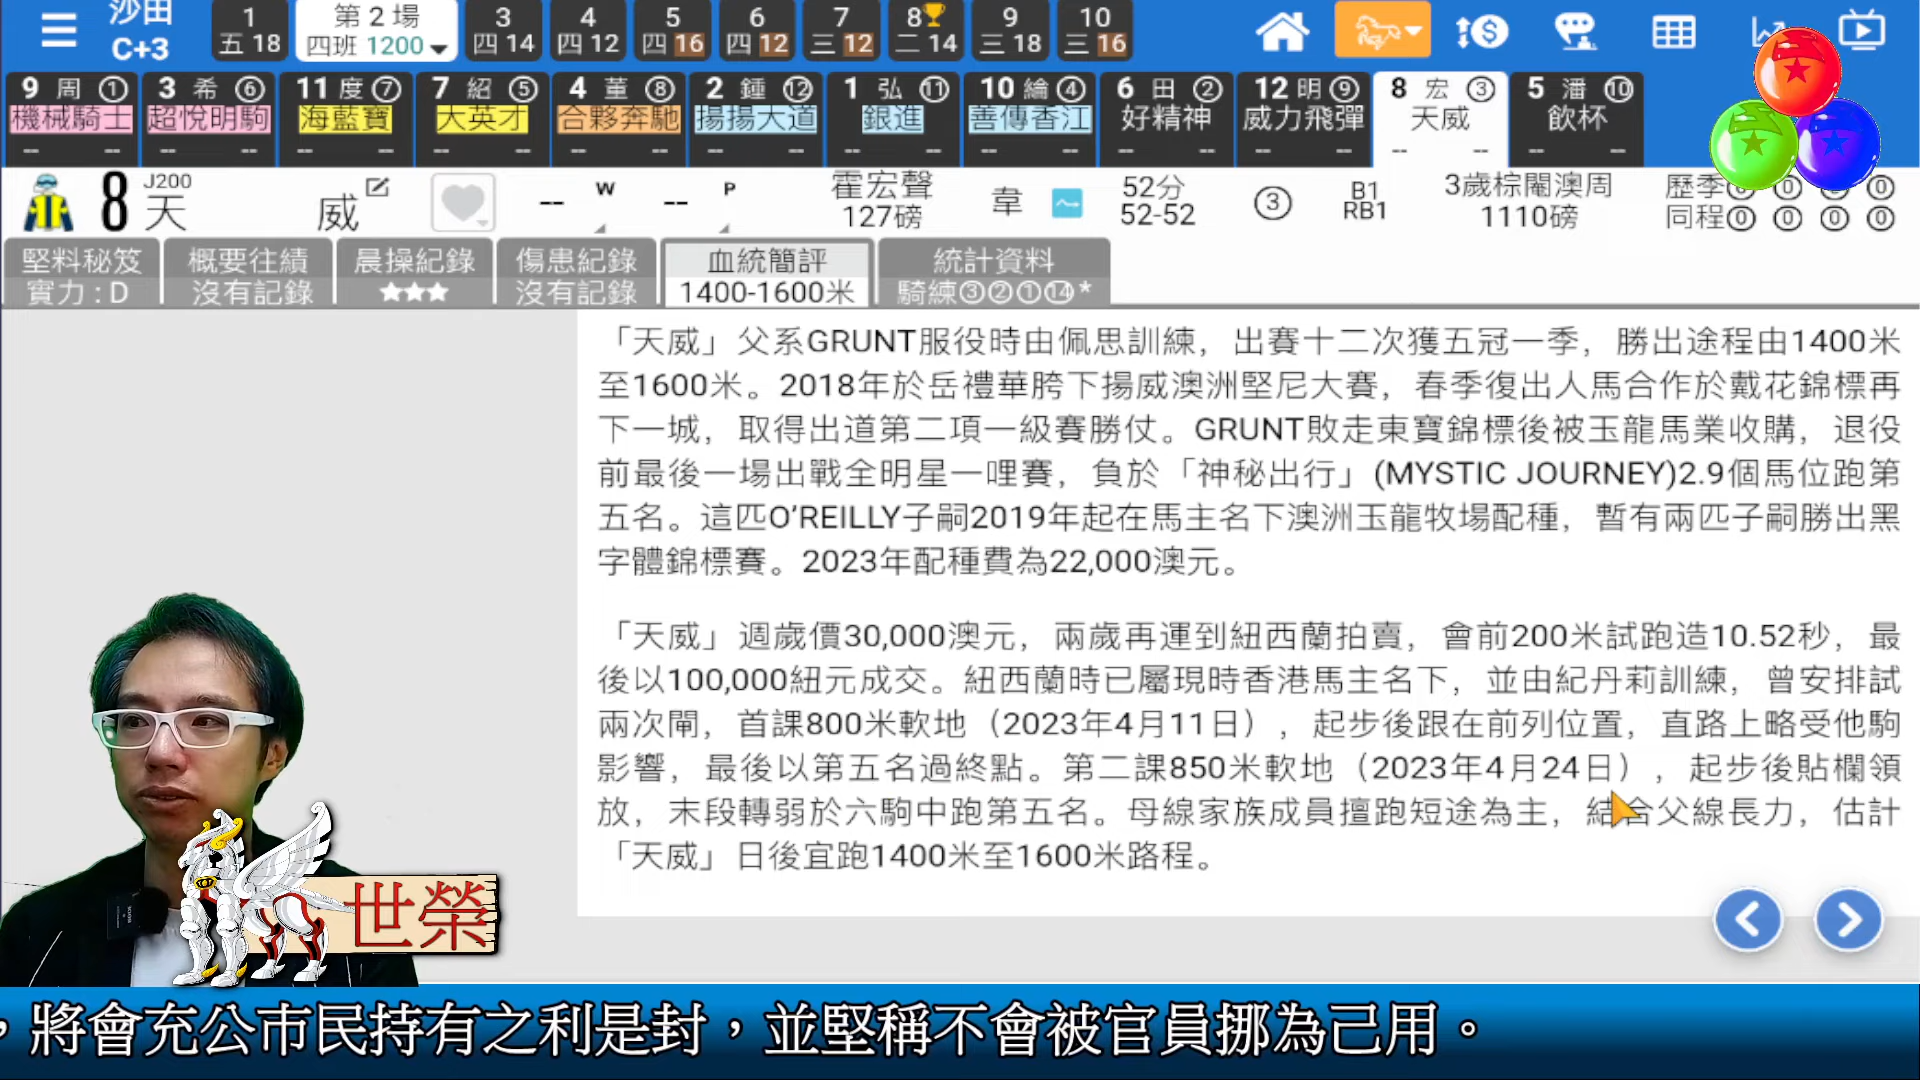 沙田
C+3
1
五 18
第 2 場
四班 1200
3
四 14
4
四 12
5
四 16
6
四 12
7
三 12
8
二 14
9
三 18
10
三 16
9 周 ①
機械騎士
-- --
3 希 ⑥
超悅明駒
-- --
11 度 ⑦
海藍寶
-- --
7 紹 ⑤
大英才
-- --
4 董 ⑧
合夥奔馳
-- --
2 鍾 ⑫
揚揚大道
-- --
1 弘 ⑪
銀進
-- --
10 綸 ④
善傳香江
-- --
6 田 ②
好精神
-- --
12 明 ⑨
威力飛彈
-- --
8 宏 ③
天威
-- --
5 潘 ⑩
飲杯
-- --
8 J200
天 威
-- W -- P
霍宏聲
127磅
韋
52分
52-52
③
B1
RB1
3歲棕閹澳周
1110磅
歷季⓪ ⓪ ⓪ ⓪
同程⓪ ⓪ ⓪ ⓪
堅料秘笈
實力 : D
概要往績
沒有記錄
晨操紀錄
★★★
傷患紀錄
沒有記錄
血統簡評
1400-1600米
統計資料
騎練③②①⑭*
「天威」父系GRUNT服役時由佩思訓練，出賽十二次獲五冠一季，勝出途程由1400米
至1600米。2018年於岳禮華胯下揚威澳洲堅尼大賽，春季復出人馬合作於戴花錦標再
下一城，取得出道第二項一級賽勝仗。GRUNT敗走東寶錦標後被玉龍馬業收購，退役
前最後一場出戰全明星一哩賽，負於「神秘出行」(MYSTIC JOURNEY)2.9個馬位跑第
五名。這匹O'REILLY子嗣2019年起在馬主名下澳洲玉龍牧場配種，暫有兩匹子嗣勝出黑
字體錦標賽。2023年配種費為22,000澳元。
「天威」週歲價30,000澳元，兩歲再運到紐西蘭拍賣，會前200米試跑造10.52秒，最
後以100,000紐元成交。紐西蘭時已屬現時香港馬主名下，並由紀丹莉訓練，曾安排試
兩次閘，首課800米軟地（2023年4月11日），起步後跟在前列位置，直路上略受他駒
影響，最後以第五名過終點。第二課850米軟地（2023年4月24日），起步後貼欄領
放，末段轉弱於六駒中跑第五名。母線家族成員擅跑短途為主，結合父線長力，估計
「天威」日後宜跑1400米至1600米路程。
世榮
，將會充公市民持有之利是封，並堅稱不會被官員挪為己用。